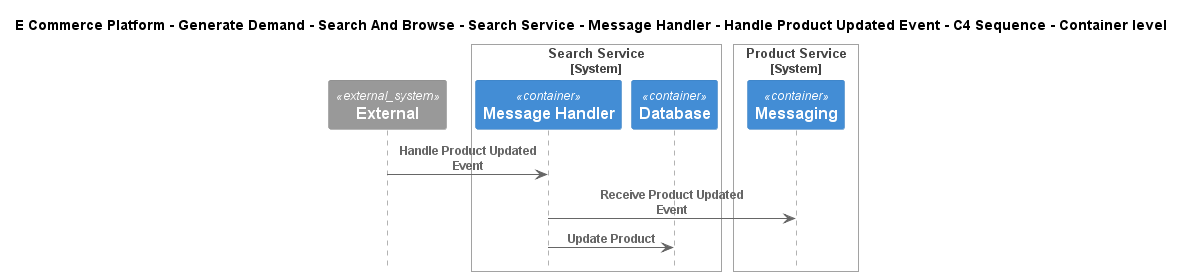 E Commerce Platform - Generate Demand - Search And Browse - Search Service - Message Handler - Handle Product Updated Event - C4 Sequence - Container level
Search Service
[System]
Product Service
[System]
«external_system»
External
«container»
Message Handler
«container»
Database
«container»
Messaging
Handle Product Updated
Event
Receive Product Updated
Event
Update Product